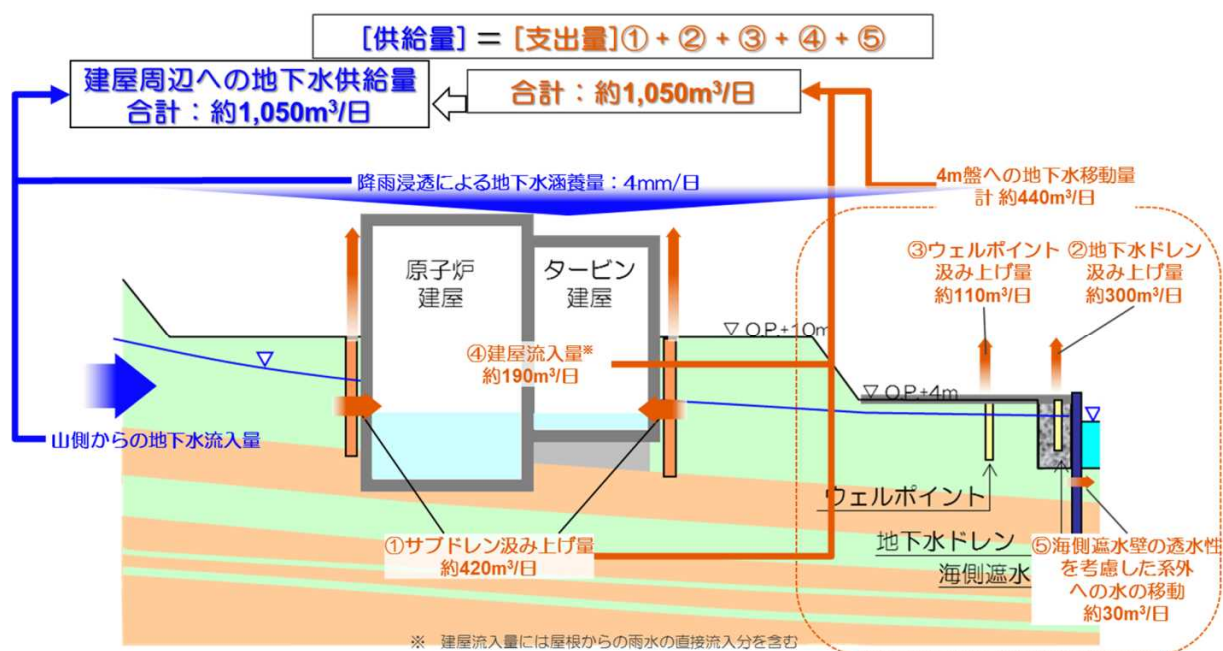 [供給量] = [支出量]①+②+③+④+⑤
建屋周辺への地下水供給量
合計：約1,050m³/日
合計：約1,050m³/日
降雨浸透による地下水涵養量：4mm/日
4m盤への地下水移動量
計 約440m³/日
③ウェルポイント
汲み上げ量
約110m³/日
②地下水ドレン
汲み上げ量
約300m³/日
原子炉
建屋
タービン
建屋
▽ O.P.+10m
④建屋流入量※
約190m³/日
▽ O.P.+4m
山側からの地下水流入量
ウェルポイント
①サブドレン汲み上げ量
約420m³/日
地下水ドレン
海側遮水
⑤海側遮水壁の透水性
を考慮した系外
への水の移動
約30m³/日
※ 建屋流入量には屋根からの雨水の直接流入分を含む